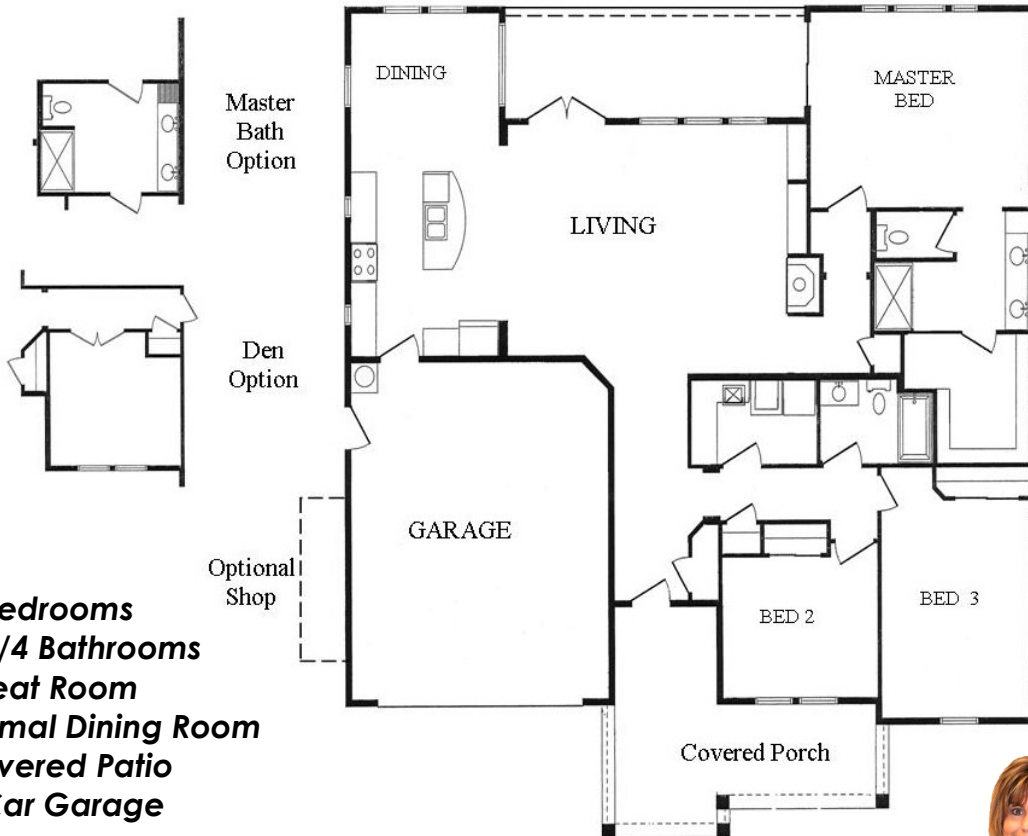 DINING
MASTER
BED
Master
Bath
Option
LIVING
Den
Option
GARAGE
Optional
Shop
BED 2
BED 3
Covered Porch
edrooms
/4 Bathrooms
eat Room
mal Dining Room
vered Patio
Car Garage